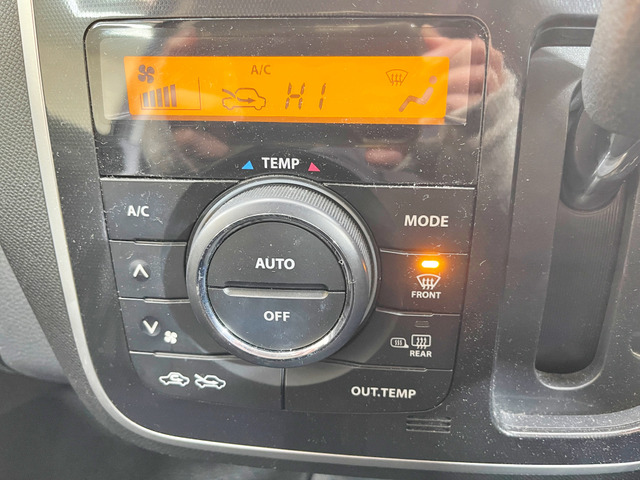 A/C
HI
TEMP
A/C
MODE
AUTO
OFF
FRONT
REAR
OUT.TEMP